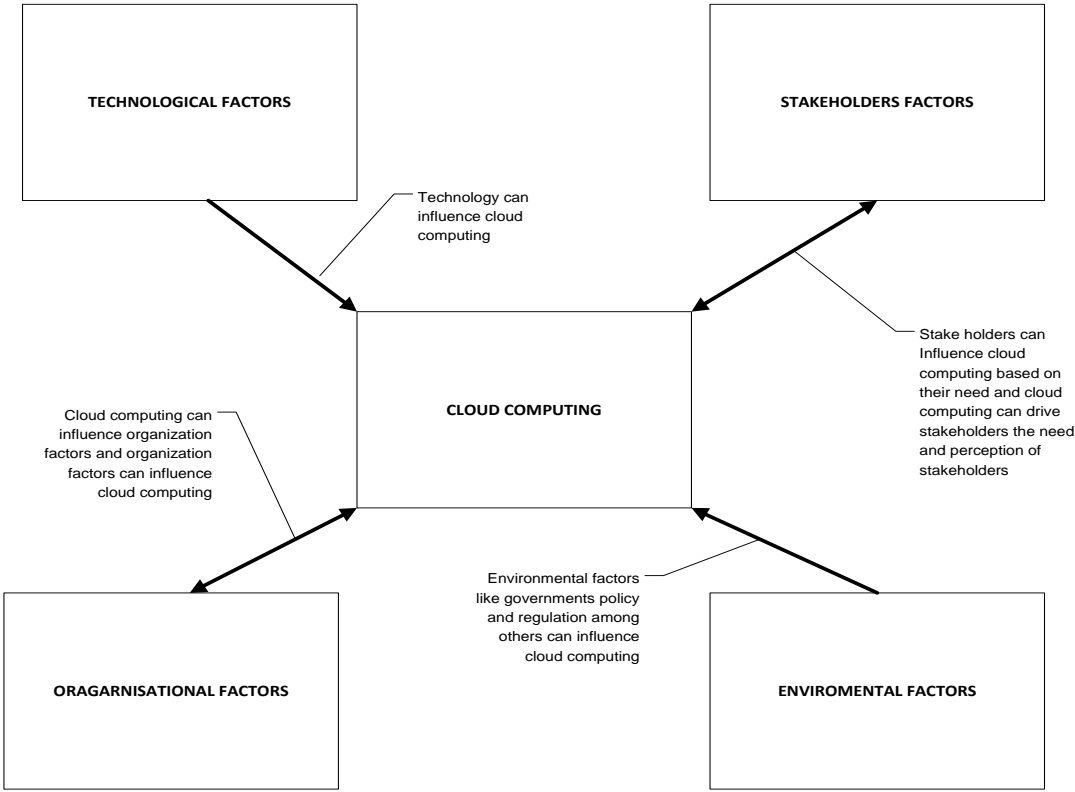 TECHNOLOGICAL FACTORS
STAKEHOLDERS FACTORS
Technology can
influence cloud
computing
Stake holders can
Influence cloud
computing based on
their need and cloud
computing can drive
stakeholders the need
and perception of
stakeholders
CLOUD COMPUTING
Cloud computing can
influence organization
factors and organization
factors can influence
cloud computing
Environmental factors
like governments policy
and regulation among
others can influence
cloud computing
ORAGARNISATIONAL FACTORS
ENVIROMENTAL FACTORS